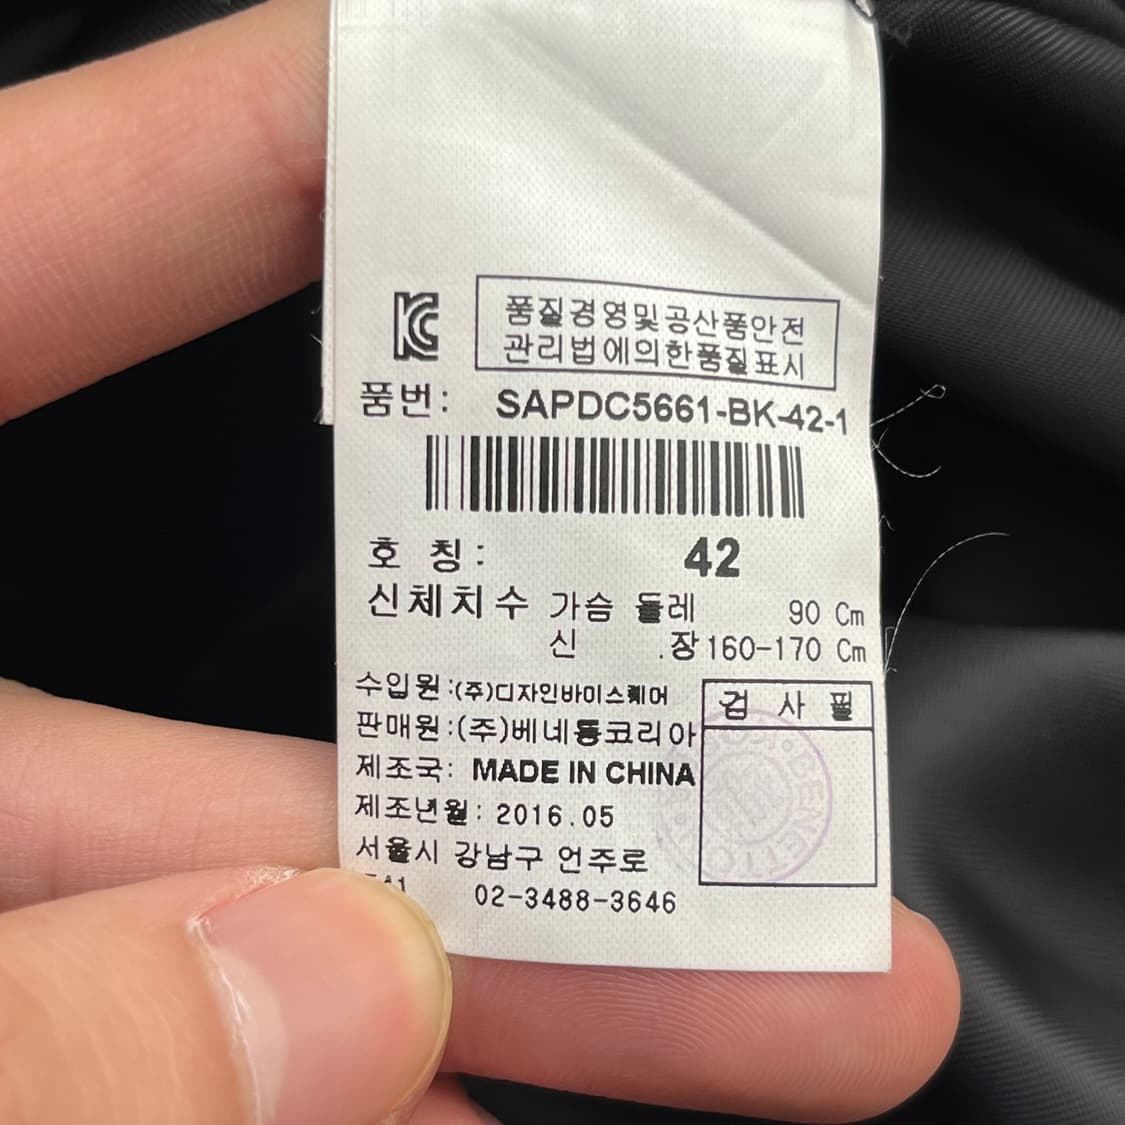 KC
품질경영및공산품안전
관리법에의한품질표시
품번: SAPDC5661-BK-42-1
호 칭: 42
신체치수 가슴 둘레 90 Cm
신 .장 160-170 Cm
수입원:(주)디자인바이스퀘어
판매원:(주)베네통코리아
검 사 필
제조국: MADE IN CHINA
제조년월: 2016.05
서울시 강남구 언주로
02-3488-3646
BENETTO